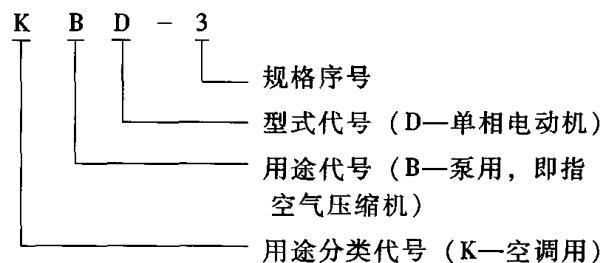 K B D - 3
规格序号
型式代号（D—单相电动机）
用途代号（B—泵用，即指
空气压缩机）
用途分类代号（K—空调用）